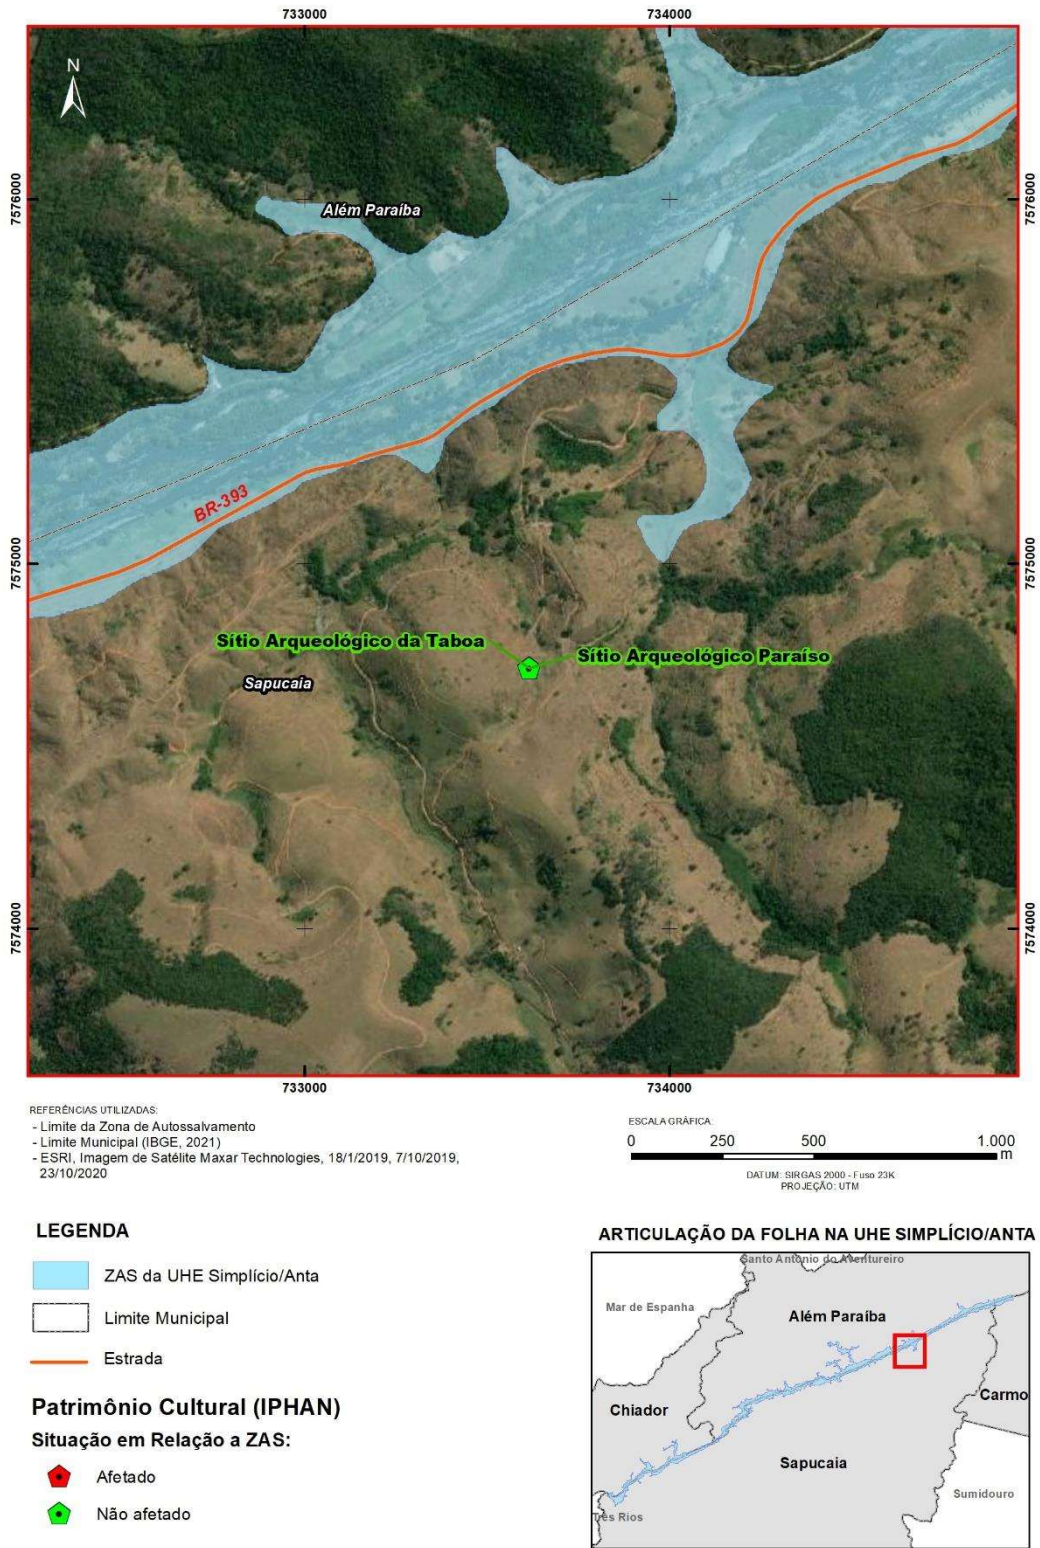 733000
734000
N
7576000
7576000
Além Paraíba
BR-393
7575000
7575000
Sítio Arqueológico da Taboa
Sítio Arqueológico Paraíso
Sapucaia
7574000
7574000
733000
734000
REFERÊNCIAS UTILIZADAS:
- Limite da Zona de Autossalvamento
- Limite Municipal (IBGE, 2021)
- ESRI, Imagem de Satélite Maxar Technologies, 18/1/2019, 7/10/2019,
23/10/2020
ESCALA GRÁFICA:
0 250 500 1.000
m
DATUM: SIRGAS 2000 - Fuso 23K
PROJEÇÃO: UTM
LEGENDA
ZAS da UHE Simplício/Anta
Limite Municipal
Estrada
Patrimônio Cultural (IPHAN)
Situação em Relação a ZAS:
Afetado
Não afetado
ARTICULAÇÃO DA FOLHA NA UHE SIMPLÍCIO/ANTA
Santo Antônio do Aventureiro
Mar de Espanha
Além Paraíba
Chiador
Carmo
Sapucaia
Sumidouro
Três Rios